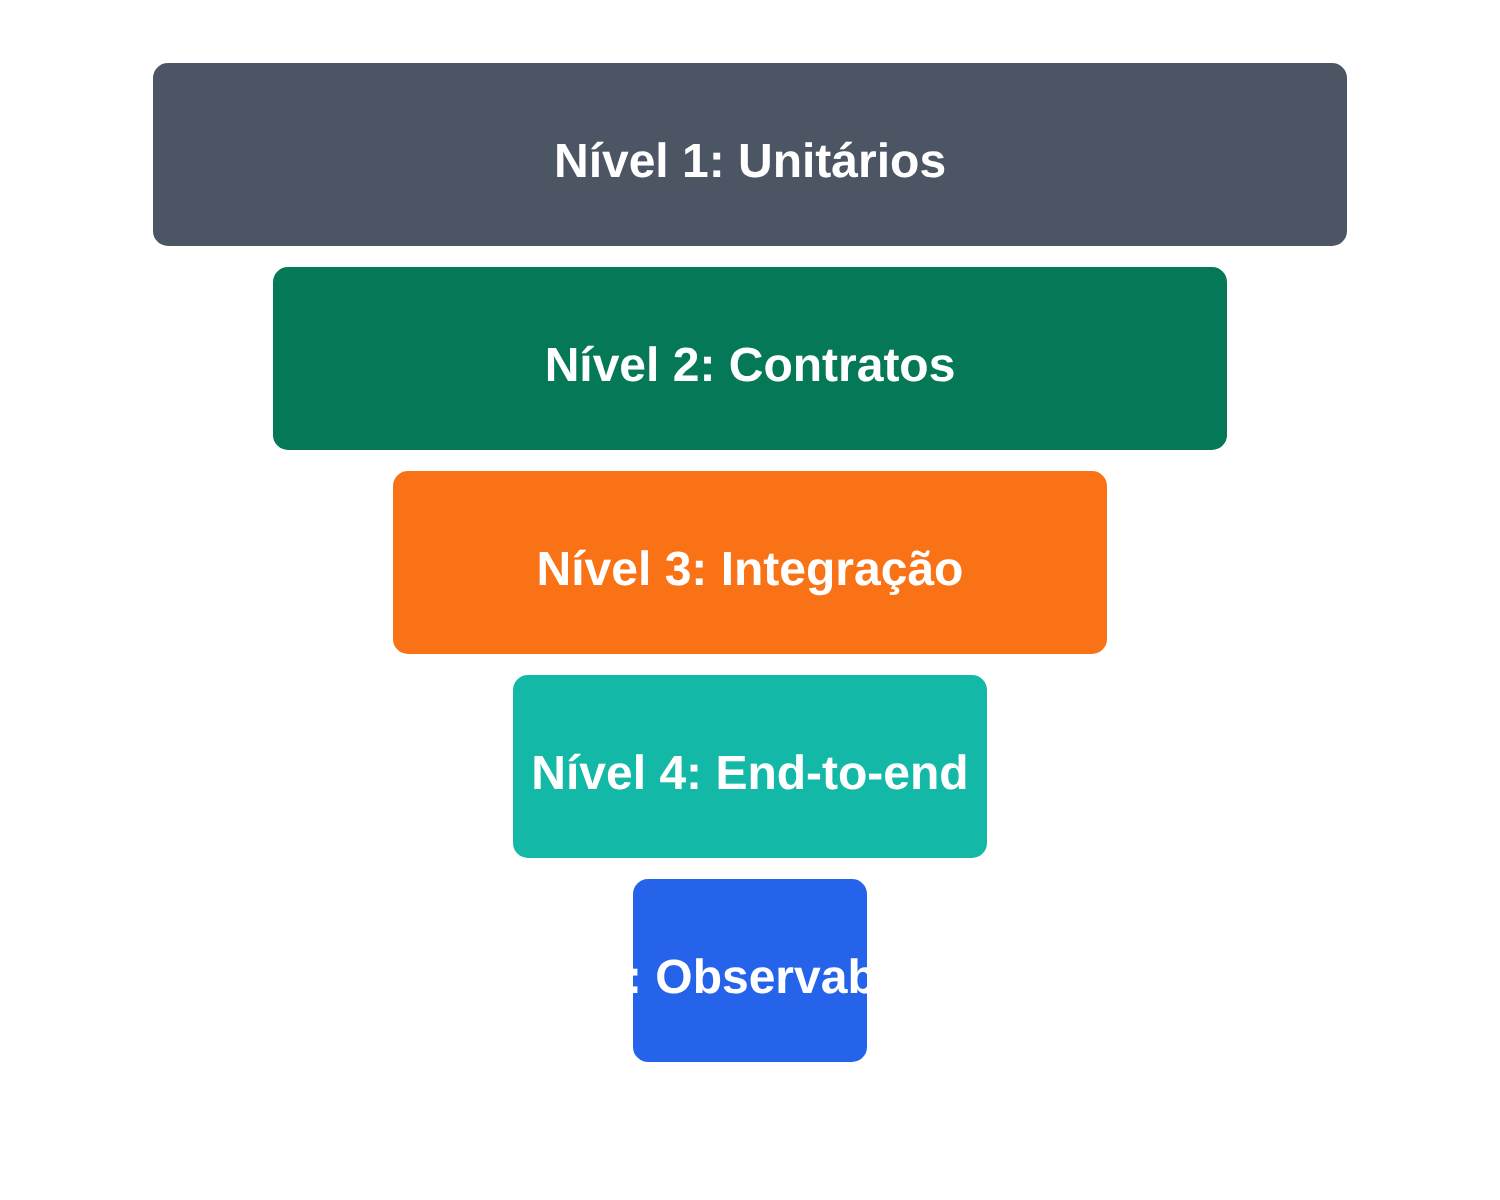 Nível 1: Unitários
Nível 2: Contratos
Nível 3: Integração
Nível 4: End-to-end
: Observab